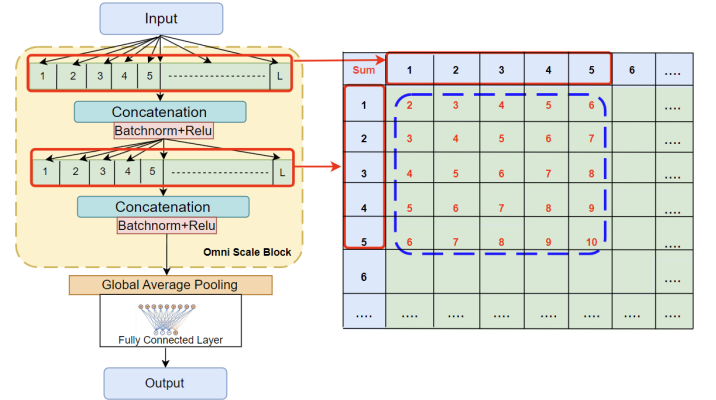 Input
1 2 3 4 5 L
Concatenation
Batchnorm+Relu
1 2 3 4 5 L
Concatenation
Batchnorm+Relu
Omni Scale Block
Global Average Pooling
Fully Connected Layer
Output
Sum 1 2 3 4 5 6 ....
1 2 3 4 5 6 ....
2 3 4 5 6 7 ....
3 4 5 6 7 8 ....
4 5 6 7 8 9 ....
5 6 7 8 9 10 ....
6 ....
.... .... .... .... .... .... .... ....